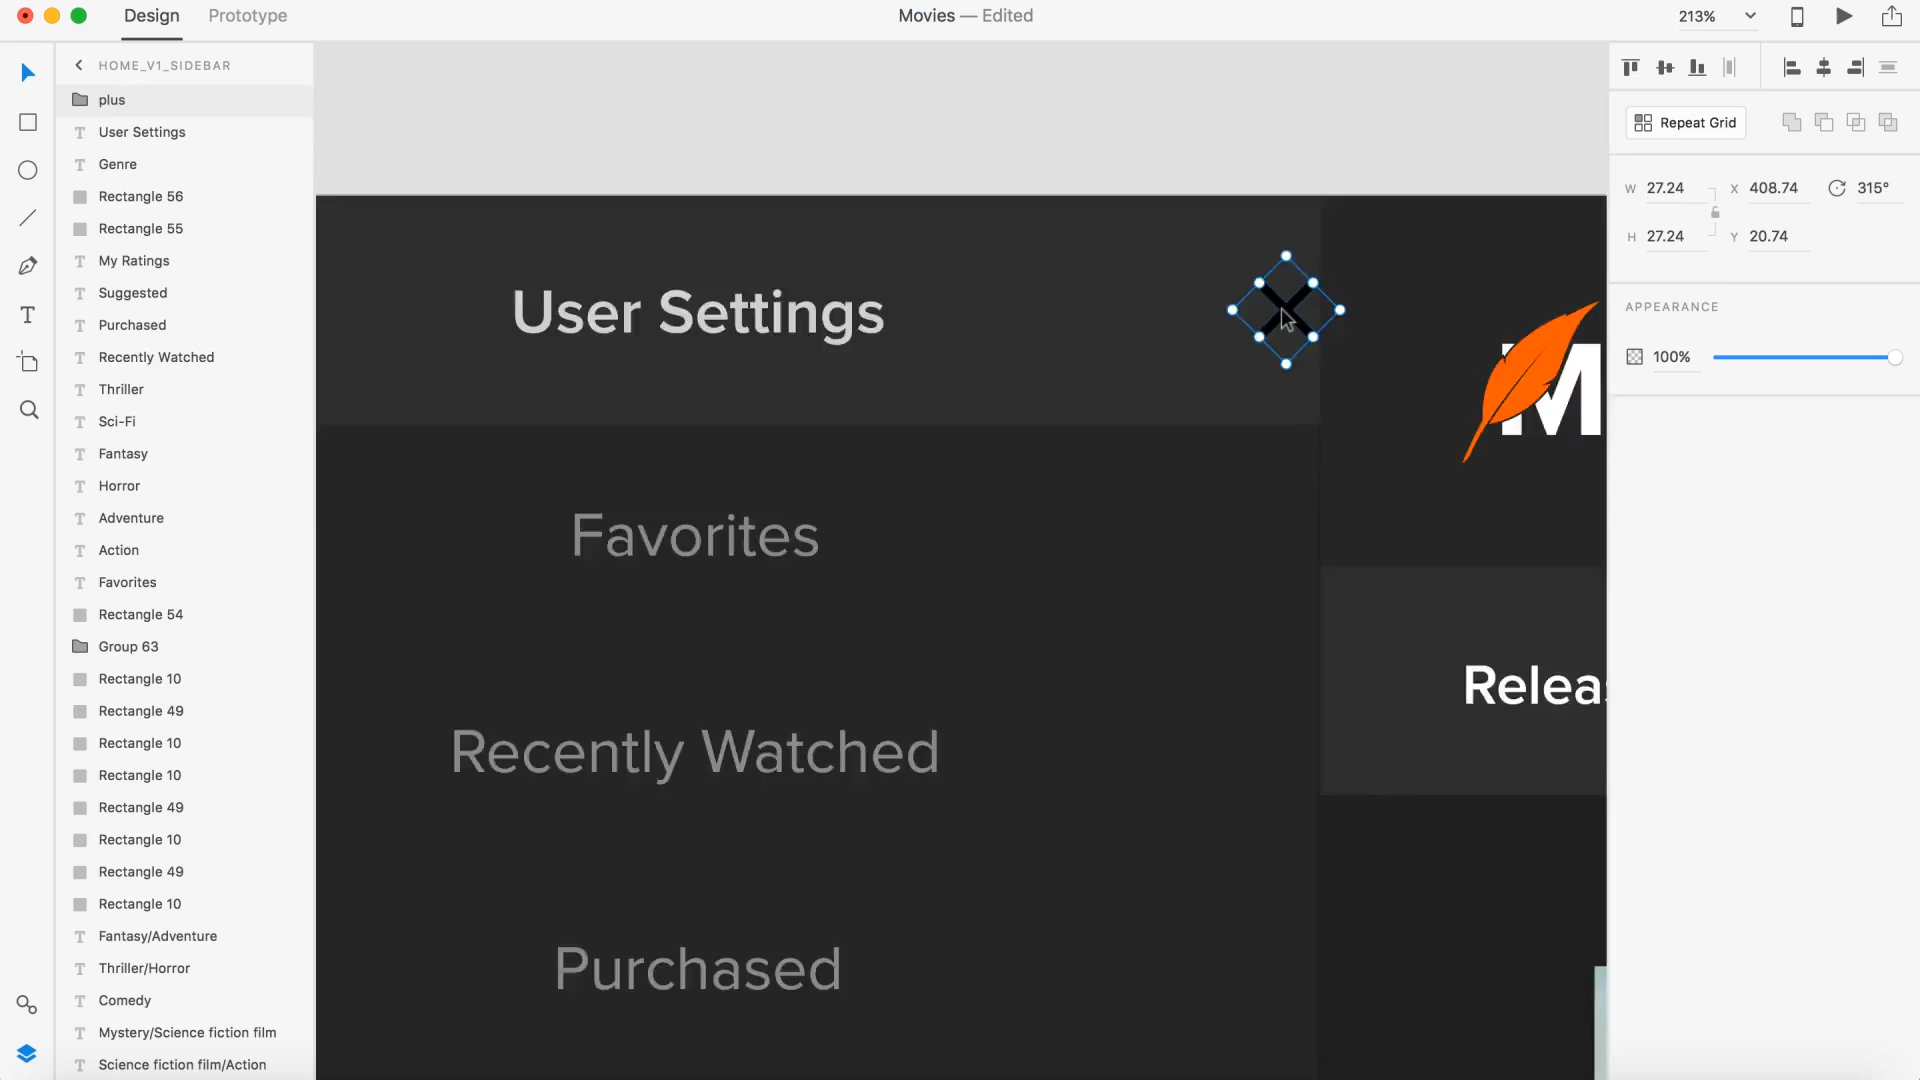 Design
Prototype
Movies — Edited
213%
HOME_V1_SIDEBAR
plus
User Settings
Genre
Rectangle 56
Rectangle 55
My Ratings
Suggested
Purchased
Recently Watched
Thriller
Sci-Fi
Fantasy
Horror
Adventure
Action
Favorites
Rectangle 54
Group 63
Rectangle 10
Rectangle 49
Rectangle 10
Rectangle 10
Rectangle 49
Rectangle 10
Rectangle 49
Rectangle 10
Fantasy/Adventure
Thriller/Horror
Comedy
Mystery/Science fiction film
Science fiction film/Action
User Settings
Favorites
Recently Watched
Purchased
M
Releas
Repeat Grid
W 27.24
X 408.74
315°
H 27.24
Y 20.74
APPEARANCE
100%